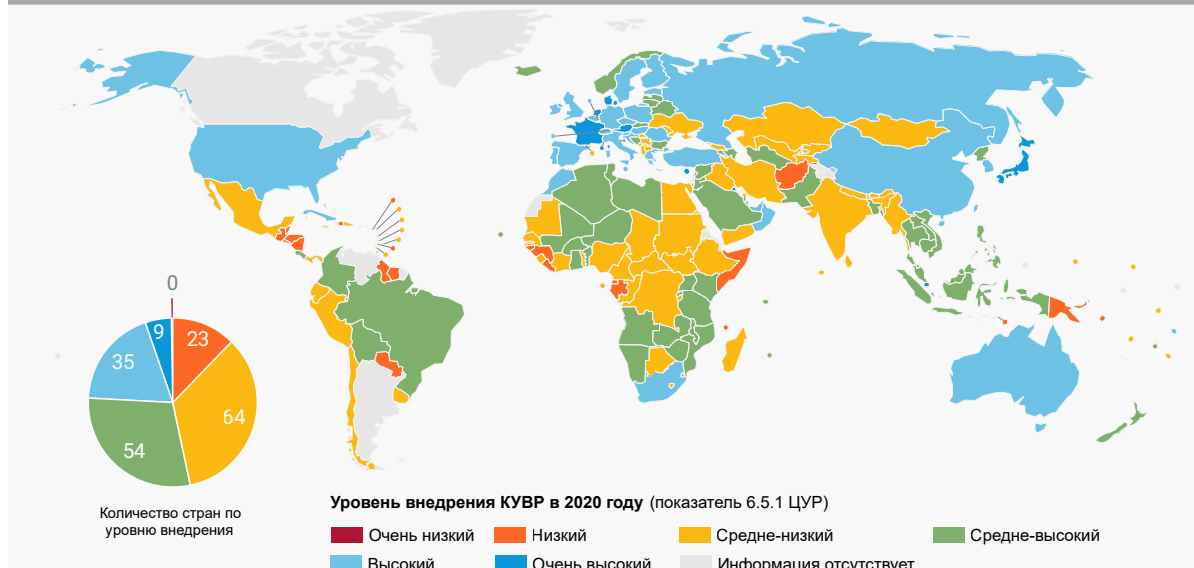 0
9
23
35
64
54
Количество стран по
уровню внедрения
Уровень внедрения КУВР в 2020 году (показатель 6.5.1 ЦУР)
Очень низкий
Низкий
Средне-низкий
Средне-высокий
Высокий
Очень высокий
Информация отсутствует